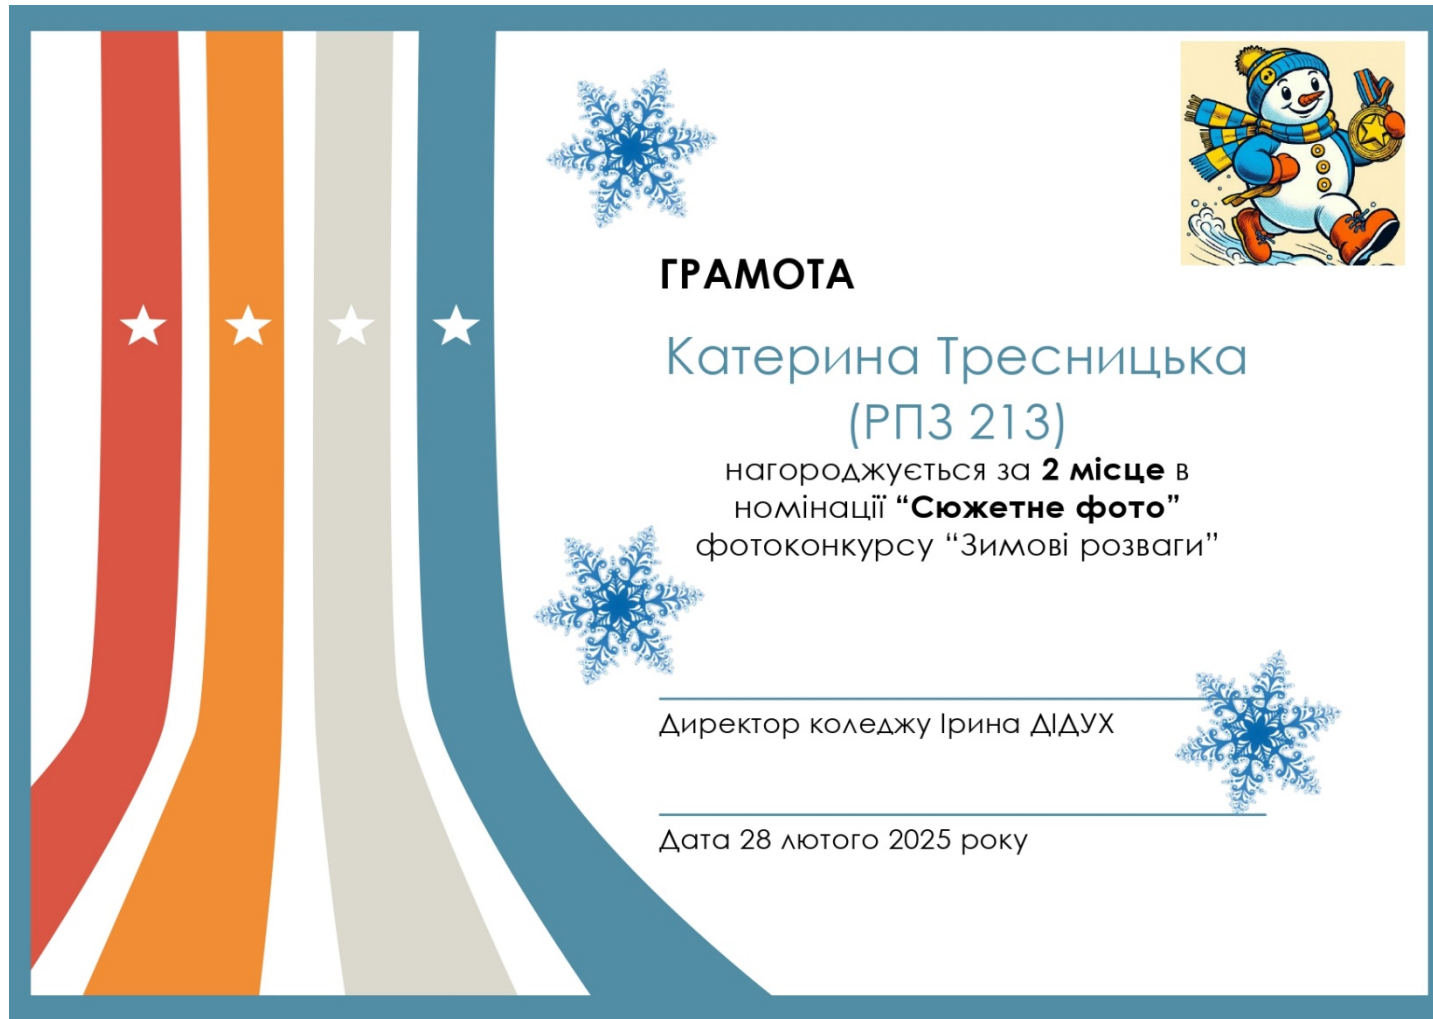 ГРАМОТА
Катерина Тресницька
(РПЗ 213)
нагороджується за 2 місце в
номінації “Сюжетне фото”
фотоконкурсу “Зимові розваги”
Директор коледжу Ірина ДІДУХ
Дата 28 лютого 2025 року